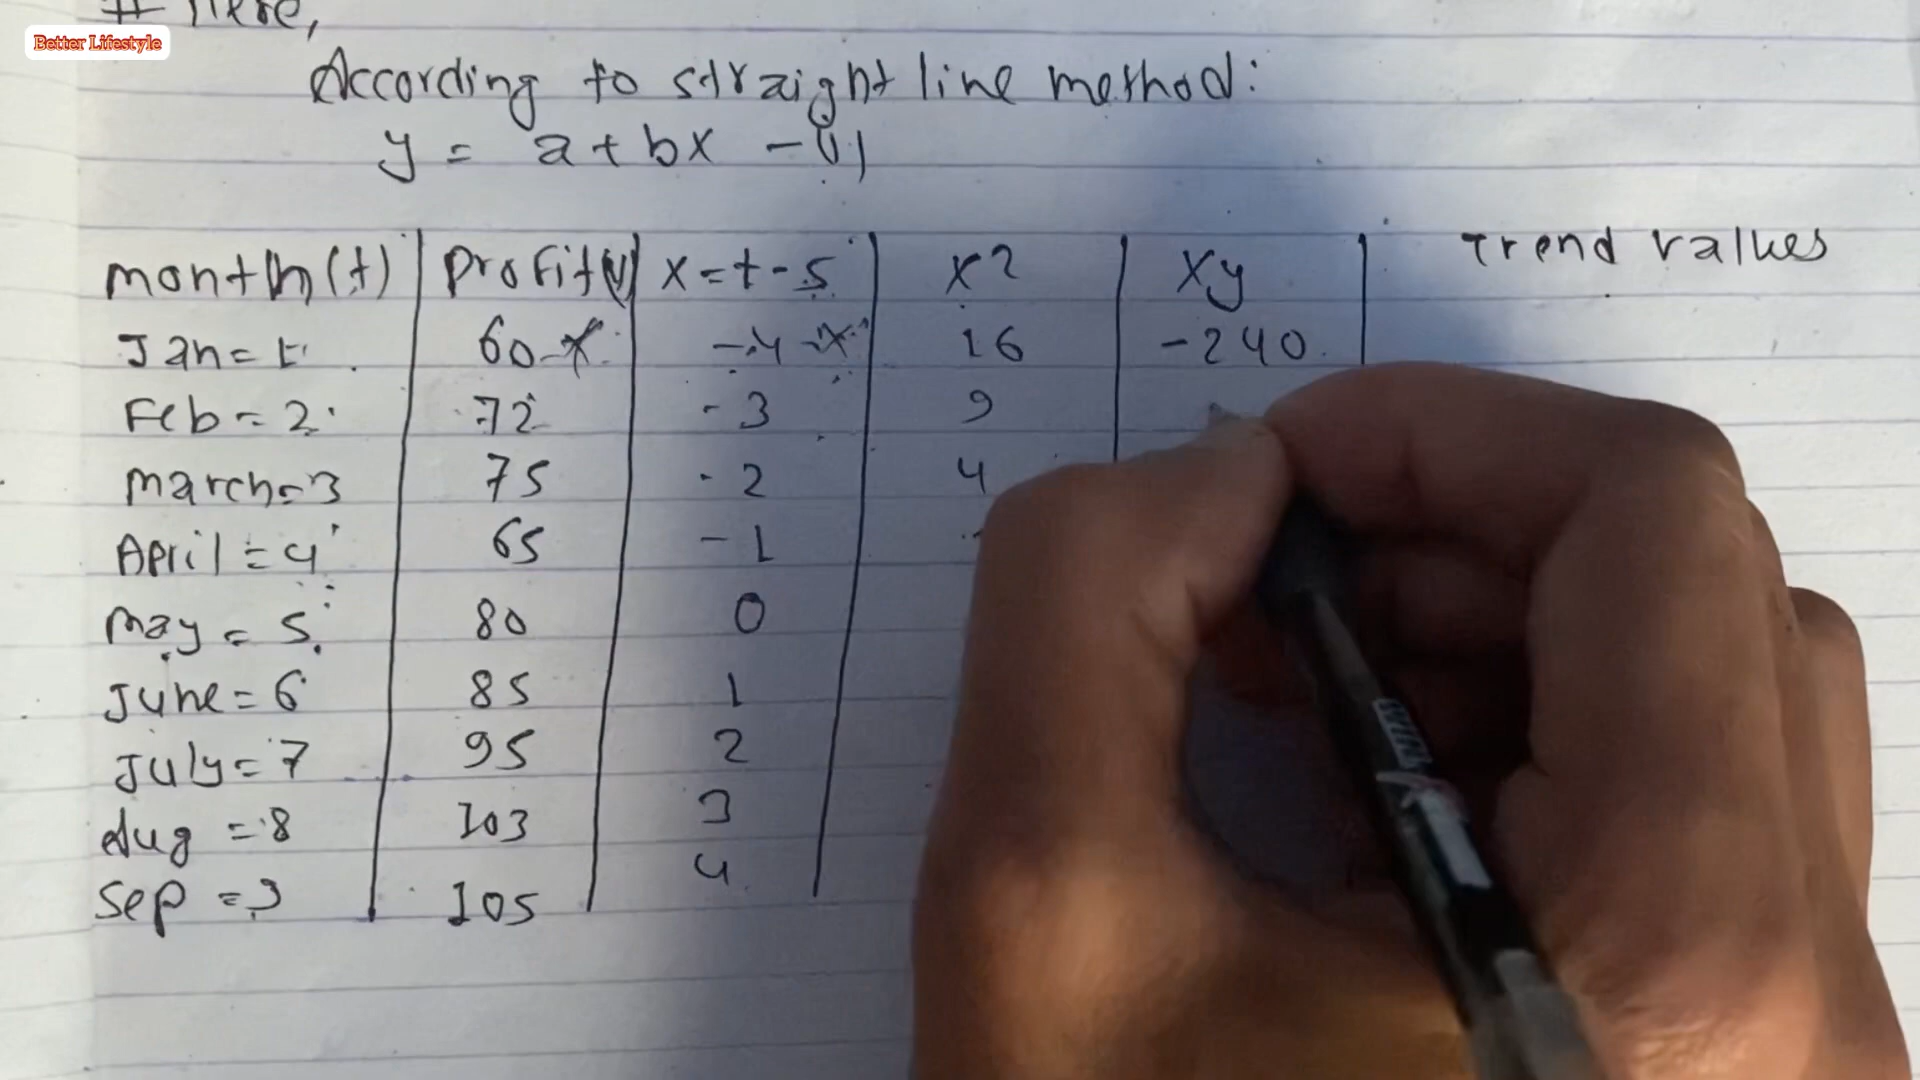 # Here,
Better Lifestyle
According to straight line method:
y = a + bx - (i)
month (t) Profit (y) x = t - 5 x² xy Trend values
Jan = 1 60 x -4 x 16 -240
Feb = 2 72 -3 9
March = 3 75 -2 4
April = 4 65 -1
may = 5 80 0
June = 6 85 1
July = 7 95 2
Aug = 8 103 3
Sep = 9 105 4